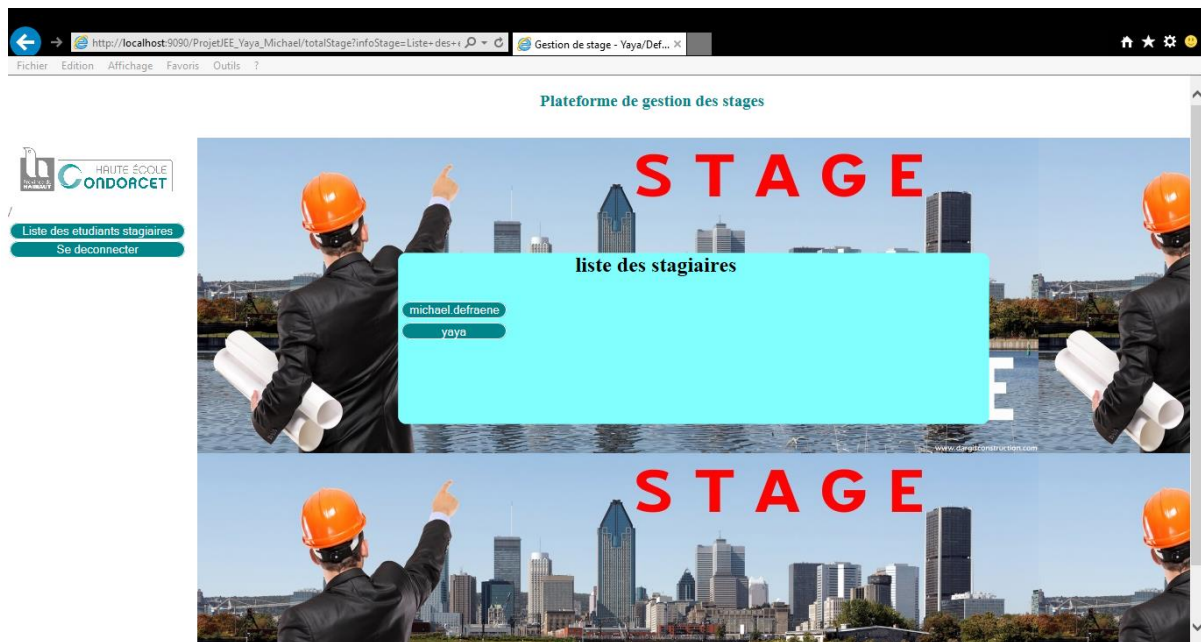 http://localhost:9090/ProjetJEE_Yaya_Michael/totalStage?infoStage=Liste+des+
Gestion de stage - Yaya/Def...
Fichier Edition Affichage Favoris Outils ?
Plateforme de gestion des stages
HAUTE ÉCOLE
CONDORCET
/
Liste des etudiants stagiaires
Se deconnecter
STAGE
liste des stagiaires
michael.defraene
yaya
E
www.dargisconstruction.com
STAGE